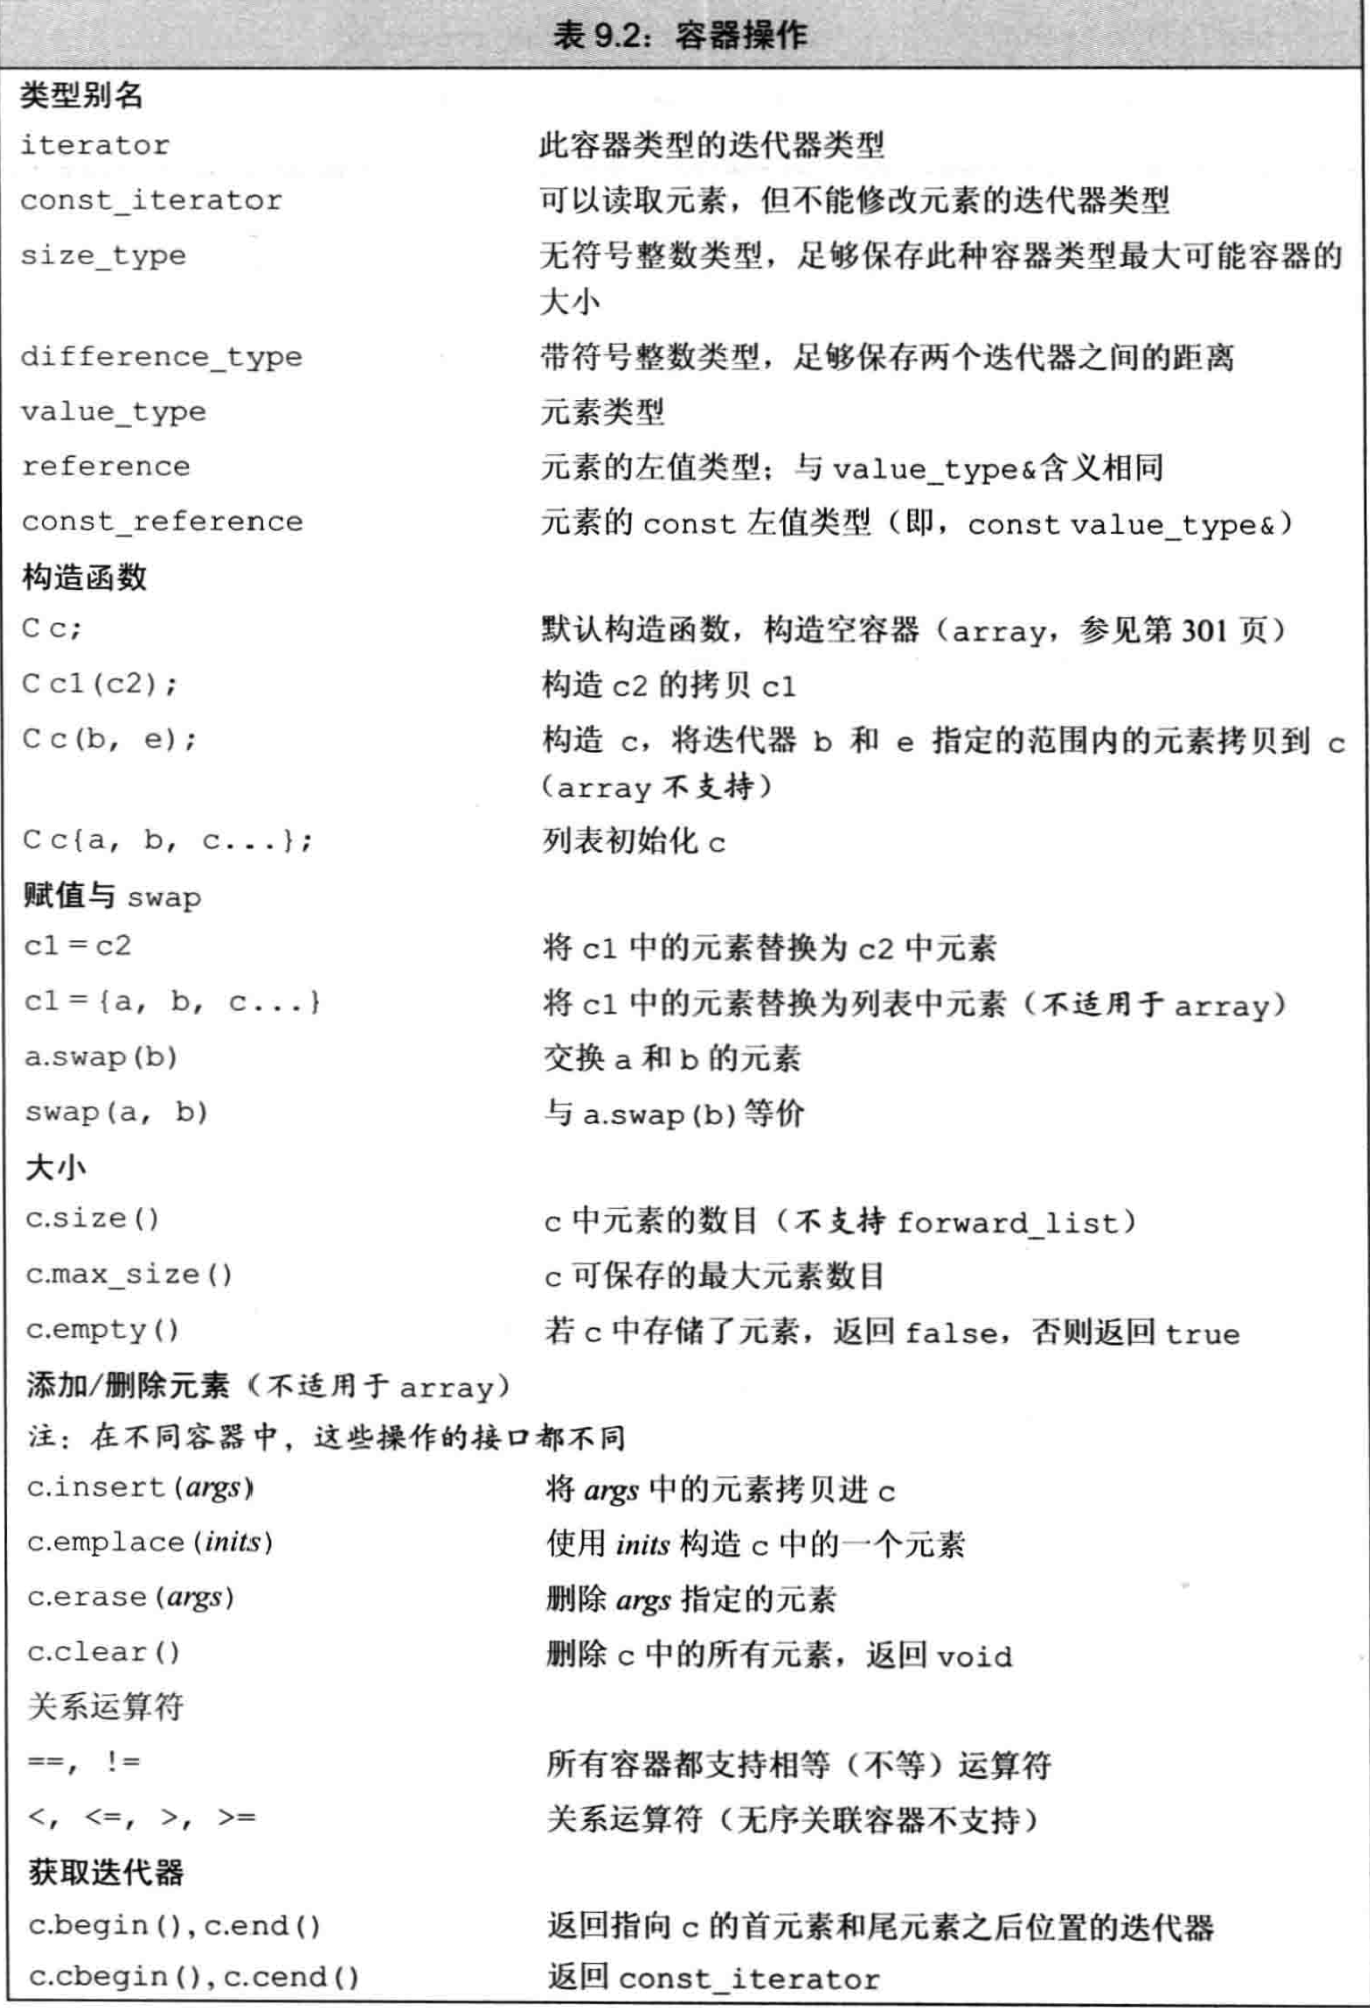 表 9.2：容器操作
类型别名
iterator 此容器类型的迭代器类型
const_iterator 可以读取元素，但不能修改元素的迭代器类型
size_type 无符号整数类型，足够保存此种容器类型最大可能容器的
大小
difference_type 带符号整数类型，足够保存两个迭代器之间的距离
value_type 元素类型
reference 元素的左值类型；与 value_type&含义相同
const_reference 元素的 const 左值类型（即，const value_type&）
构造函数
C c; 默认构造函数，构造空容器（array，参见第 301 页）
C c1(c2); 构造 c2 的拷贝 c1
C c(b, e); 构造 c，将迭代器 b 和 e 指定的范围内的元素拷贝到 c
（array 不支持）
C c{a, b, c...}; 列表初始化 c
赋值与 swap
c1 = c2 将 c1 中的元素替换为 c2 中元素
c1 = {a, b, c...} 将 c1 中的元素替换为列表中元素（不适用于 array）
a.swap(b) 交换 a 和 b 的元素
swap(a, b) 与 a.swap(b)等价
大小
c.size() c 中元素的数目（不支持 forward_list）
c.max_size() c 可保存的最大元素数目
c.empty() 若 c 中存储了元素，返回 false，否则返回 true
添加/删除元素（不适用于 array）
注：在不同容器中，这些操作的接口都不同
c.insert(args) 将 args 中的元素拷贝进 c
c.emplace(inits) 使用 inits 构造 c 中的一个元素
c.erase(args) 删除 args 指定的元素
c.clear() 删除 c 中的所有元素，返回 void
关系运算符
==, != 所有容器都支持相等（不等）运算符
<, <=, >, >= 关系运算符（无序关联容器不支持）
获取迭代器
c.begin(), c.end() 返回指向 c 的首元素和尾元素之后位置的迭代器
c.cbegin(), c.cend() 返回 const_iterator